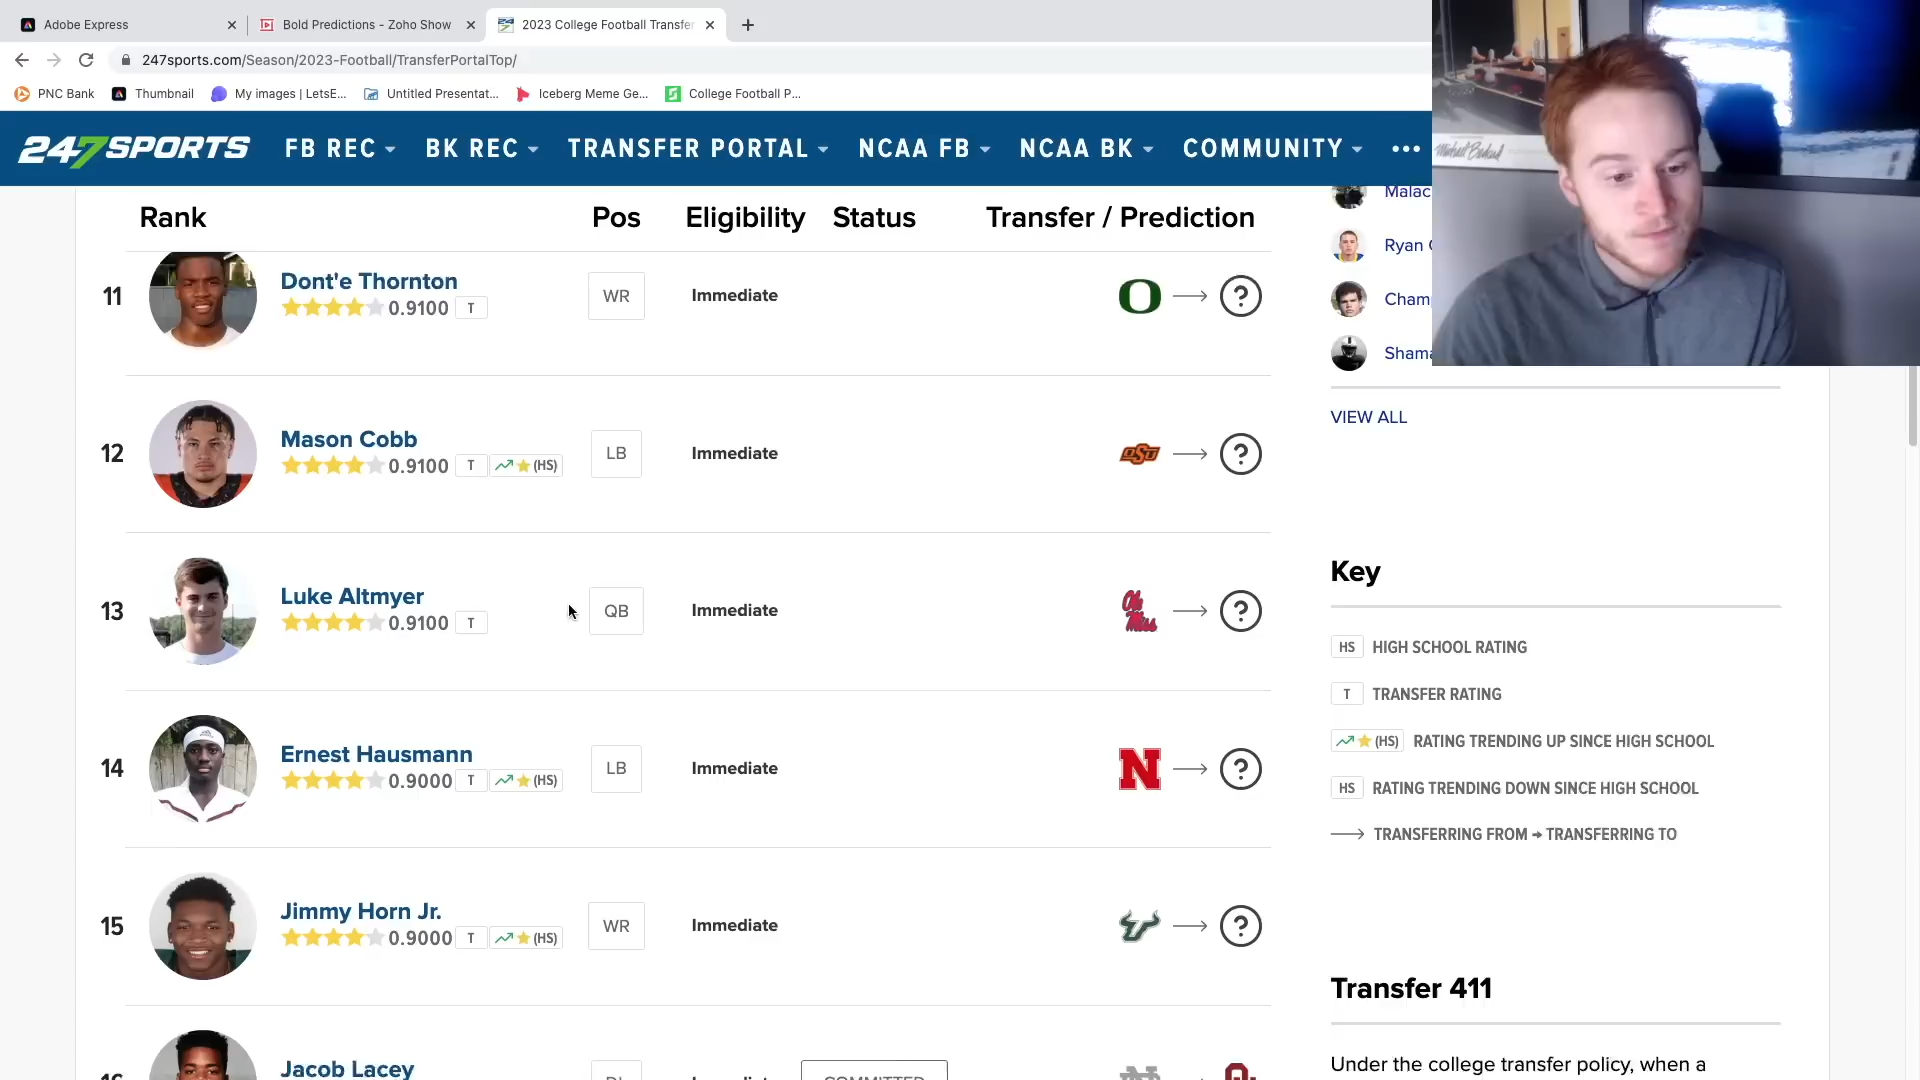 Adobe Express
Bold Predictions - Zoho Show
2023 College Football Transfer
247sports.com/Season/2023-Football/TransferPortalTop/
PNC Bank
Thumbnail
My images | LetsE...
Untitled Presentat...
Iceberg Meme Ge...
College Football P...
247SPORTS
FB REC
BK REC
TRANSFER PORTAL
NCAA FB
NCAA BK
COMMUNITY
Rank Pos Eligibility Status Transfer / Prediction
11 Dont'e Thornton WR Immediate O ?
0.9100 T
12 Mason Cobb LB Immediate OSU ?
0.9100 T (HS)
13 Luke Altmyer QB Immediate Ole Miss ?
0.9100 T
14 Ernest Hausmann LB Immediate N ?
0.9000 T (HS)
15 Jimmy Horn Jr. WR Immediate ?
0.9000 T (HS)
Jacob Lacey
COMMITTED
Malac
Ryan
Cham
Shama
VIEW ALL
Key
HS HIGH SCHOOL RATING
T TRANSFER RATING
(HS) RATING TRENDING UP SINCE HIGH SCHOOL
HS RATING TRENDING DOWN SINCE HIGH SCHOOL
TRANSFERRING FROM → TRANSFERRING TO
Transfer 411
Under the college transfer policy, when a